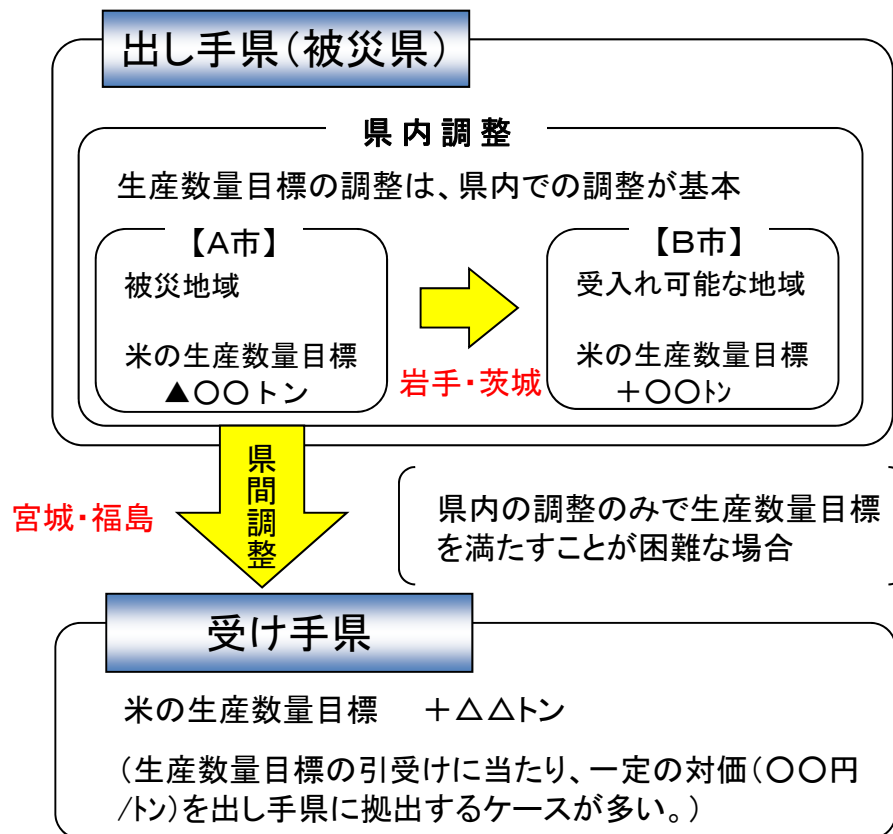 出し手県(被災県)
県内調整
生産数量目標の調整は、県内での調整が基本
【A市】
被災地域
米の生産数量目標
▲○○トン
岩手・茨城
【B市】
受入れ可能な地域
米の生産数量目標
+○○トン
県間調整
宮城・福島
県内の調整のみで生産数量目標
を満たすことが困難な場合
受け手県
米の生産数量目標 +△△トン
(生産数量目標の引受けに当たり、一定の対価(○○円
/トン)を出し手県に拠出するケースが多い。)